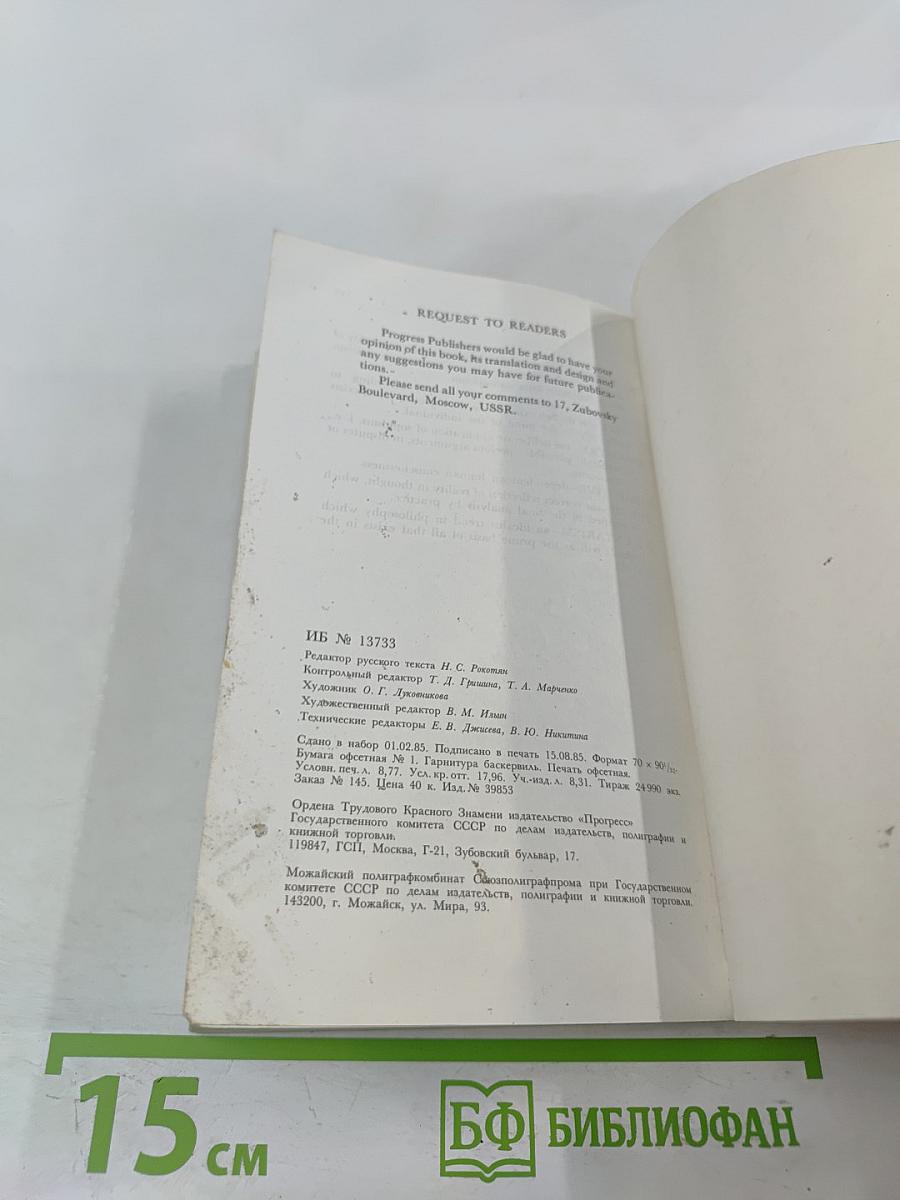 REQUEST TO READERS
Progress Publishers would be glad to have your
opinion of this book, its translation and design and
any suggestions you may have for future publica-
tions.
Please send all your comments to 17, Zubovsky
Boulevard, Moscow, USSR.
ИБ № 13733
Редактор русского текста Н. С. Рокотян
Контрольный редактор Т. Д. Гришина, Т. А. Марченко
Художник О. Г. Луковникова
Художественный редактор В. М. Ильин
Технические редакторы Е. В. Джисева, В. Ю. Никитина
Сдано в набор 01.02.85. Подписано в печать 15.08.85. Формат 70 × 90 1/32.
Бумага офсетная № 1. Гарнитура баскервиль. Печать офсетная.
Условн. печ. л. 8,77. Усл. кр. отт. 17,96. Уч.-изд. л. 8,31. Тираж 24 990 экз.
Заказ № 145. Цена 40 к. Изд. № 39853
Ордена Трудового Красного Знамени издательство «Прогресс»
Государственного комитета СССР по делам издательств, полиграфии и
книжной торговли.
119847, ГСП, Москва, Г-21, Зубовский бульвар, 17.
Можайский полиграфкомбинат Союзполиграфпрома при Государственном
комитете СССР по делам издательств, полиграфии и книжной торговли.
143200, г. Можайск, ул. Мира, 93.
15 см
БФ БИБЛИОФАН